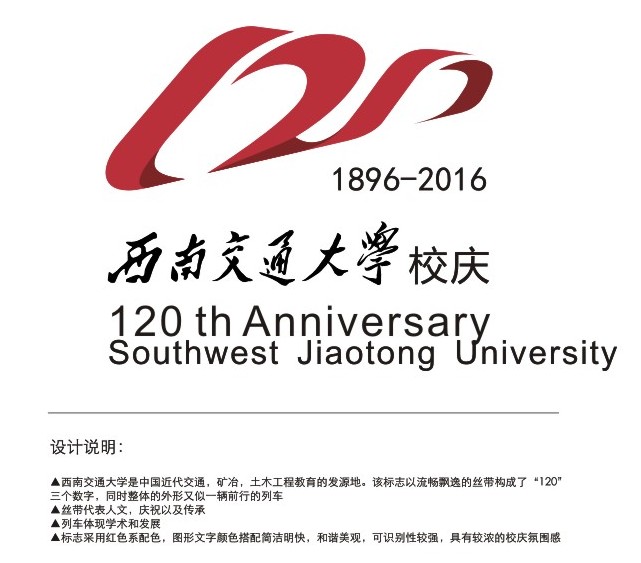 120
1896-2016
西南交通大学 校庆
120 th Anniversary
Southwest Jiaotong University
设计说明：
▲西南交通大学是中国近代交通，矿冶，土木工程教育的发源地。该标志以流畅飘逸的丝带构成了“120”
三个数字，同时整体的外形又似一辆前行的列车
▲丝带代表人文，庆祝以及传承
▲列车体现学术和发展
▲标志采用红色系配色，图形文字颜色搭配简洁明快，和谐美观，可识别性较强，具有较浓的校庆氛围感